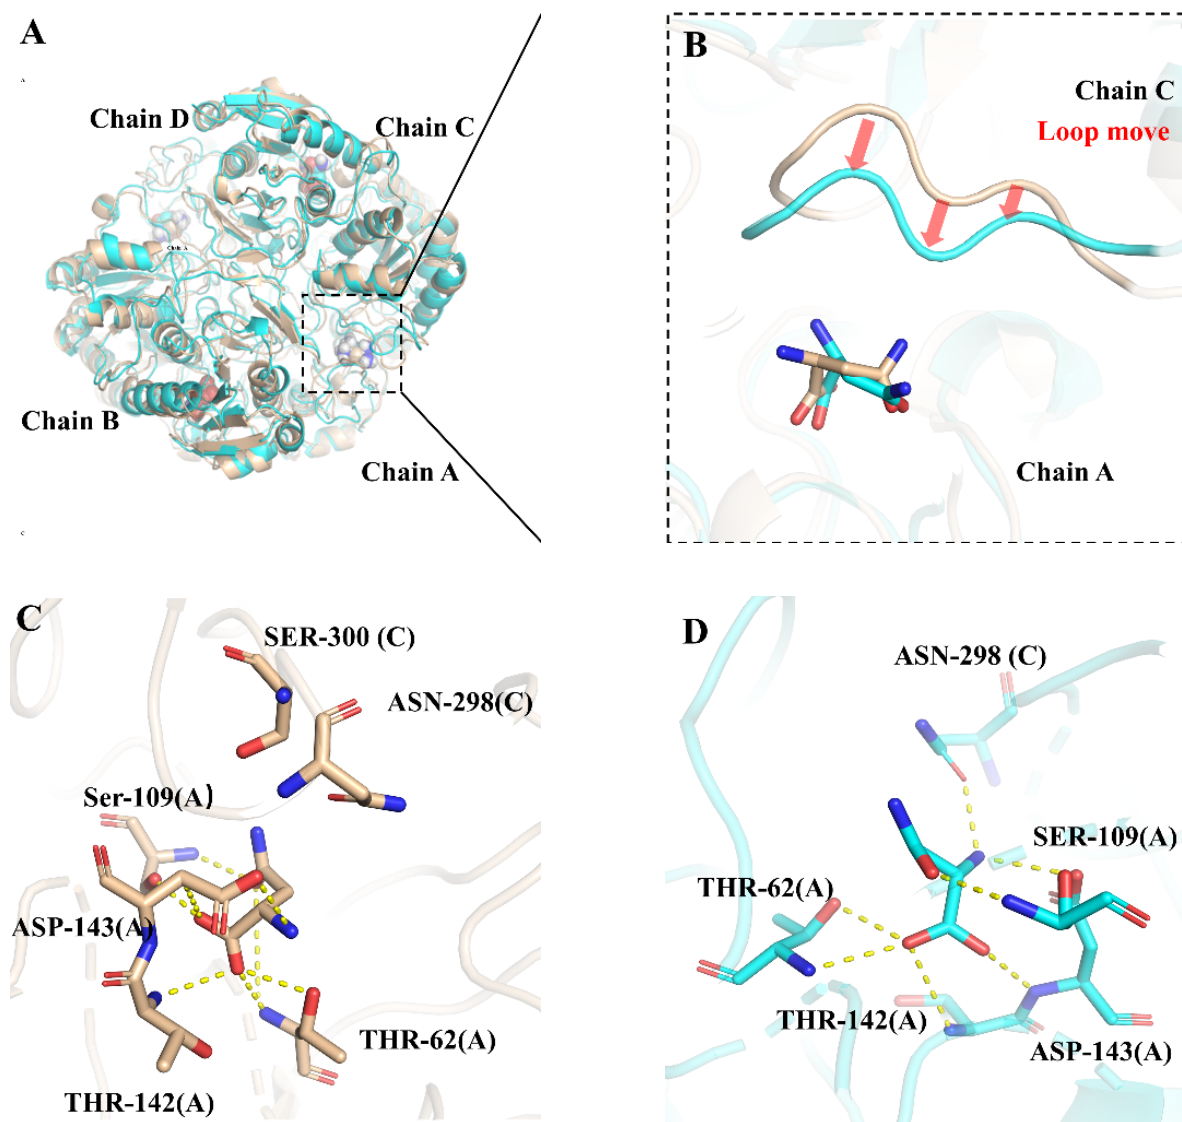 A
A
Chain D
Chain C
Chain A
Chain B
Chain A
C
B
Chain C
Loop move
Chain A
C
SER-300 (C)
ASN-298(C)
Ser-109(A)
ASP-143(A)
THR-62(A)
THR-142(A)
D
ASN-298 (C)
SER-109(A)
THR-62(A)
THR-142(A)
ASP-143(A)